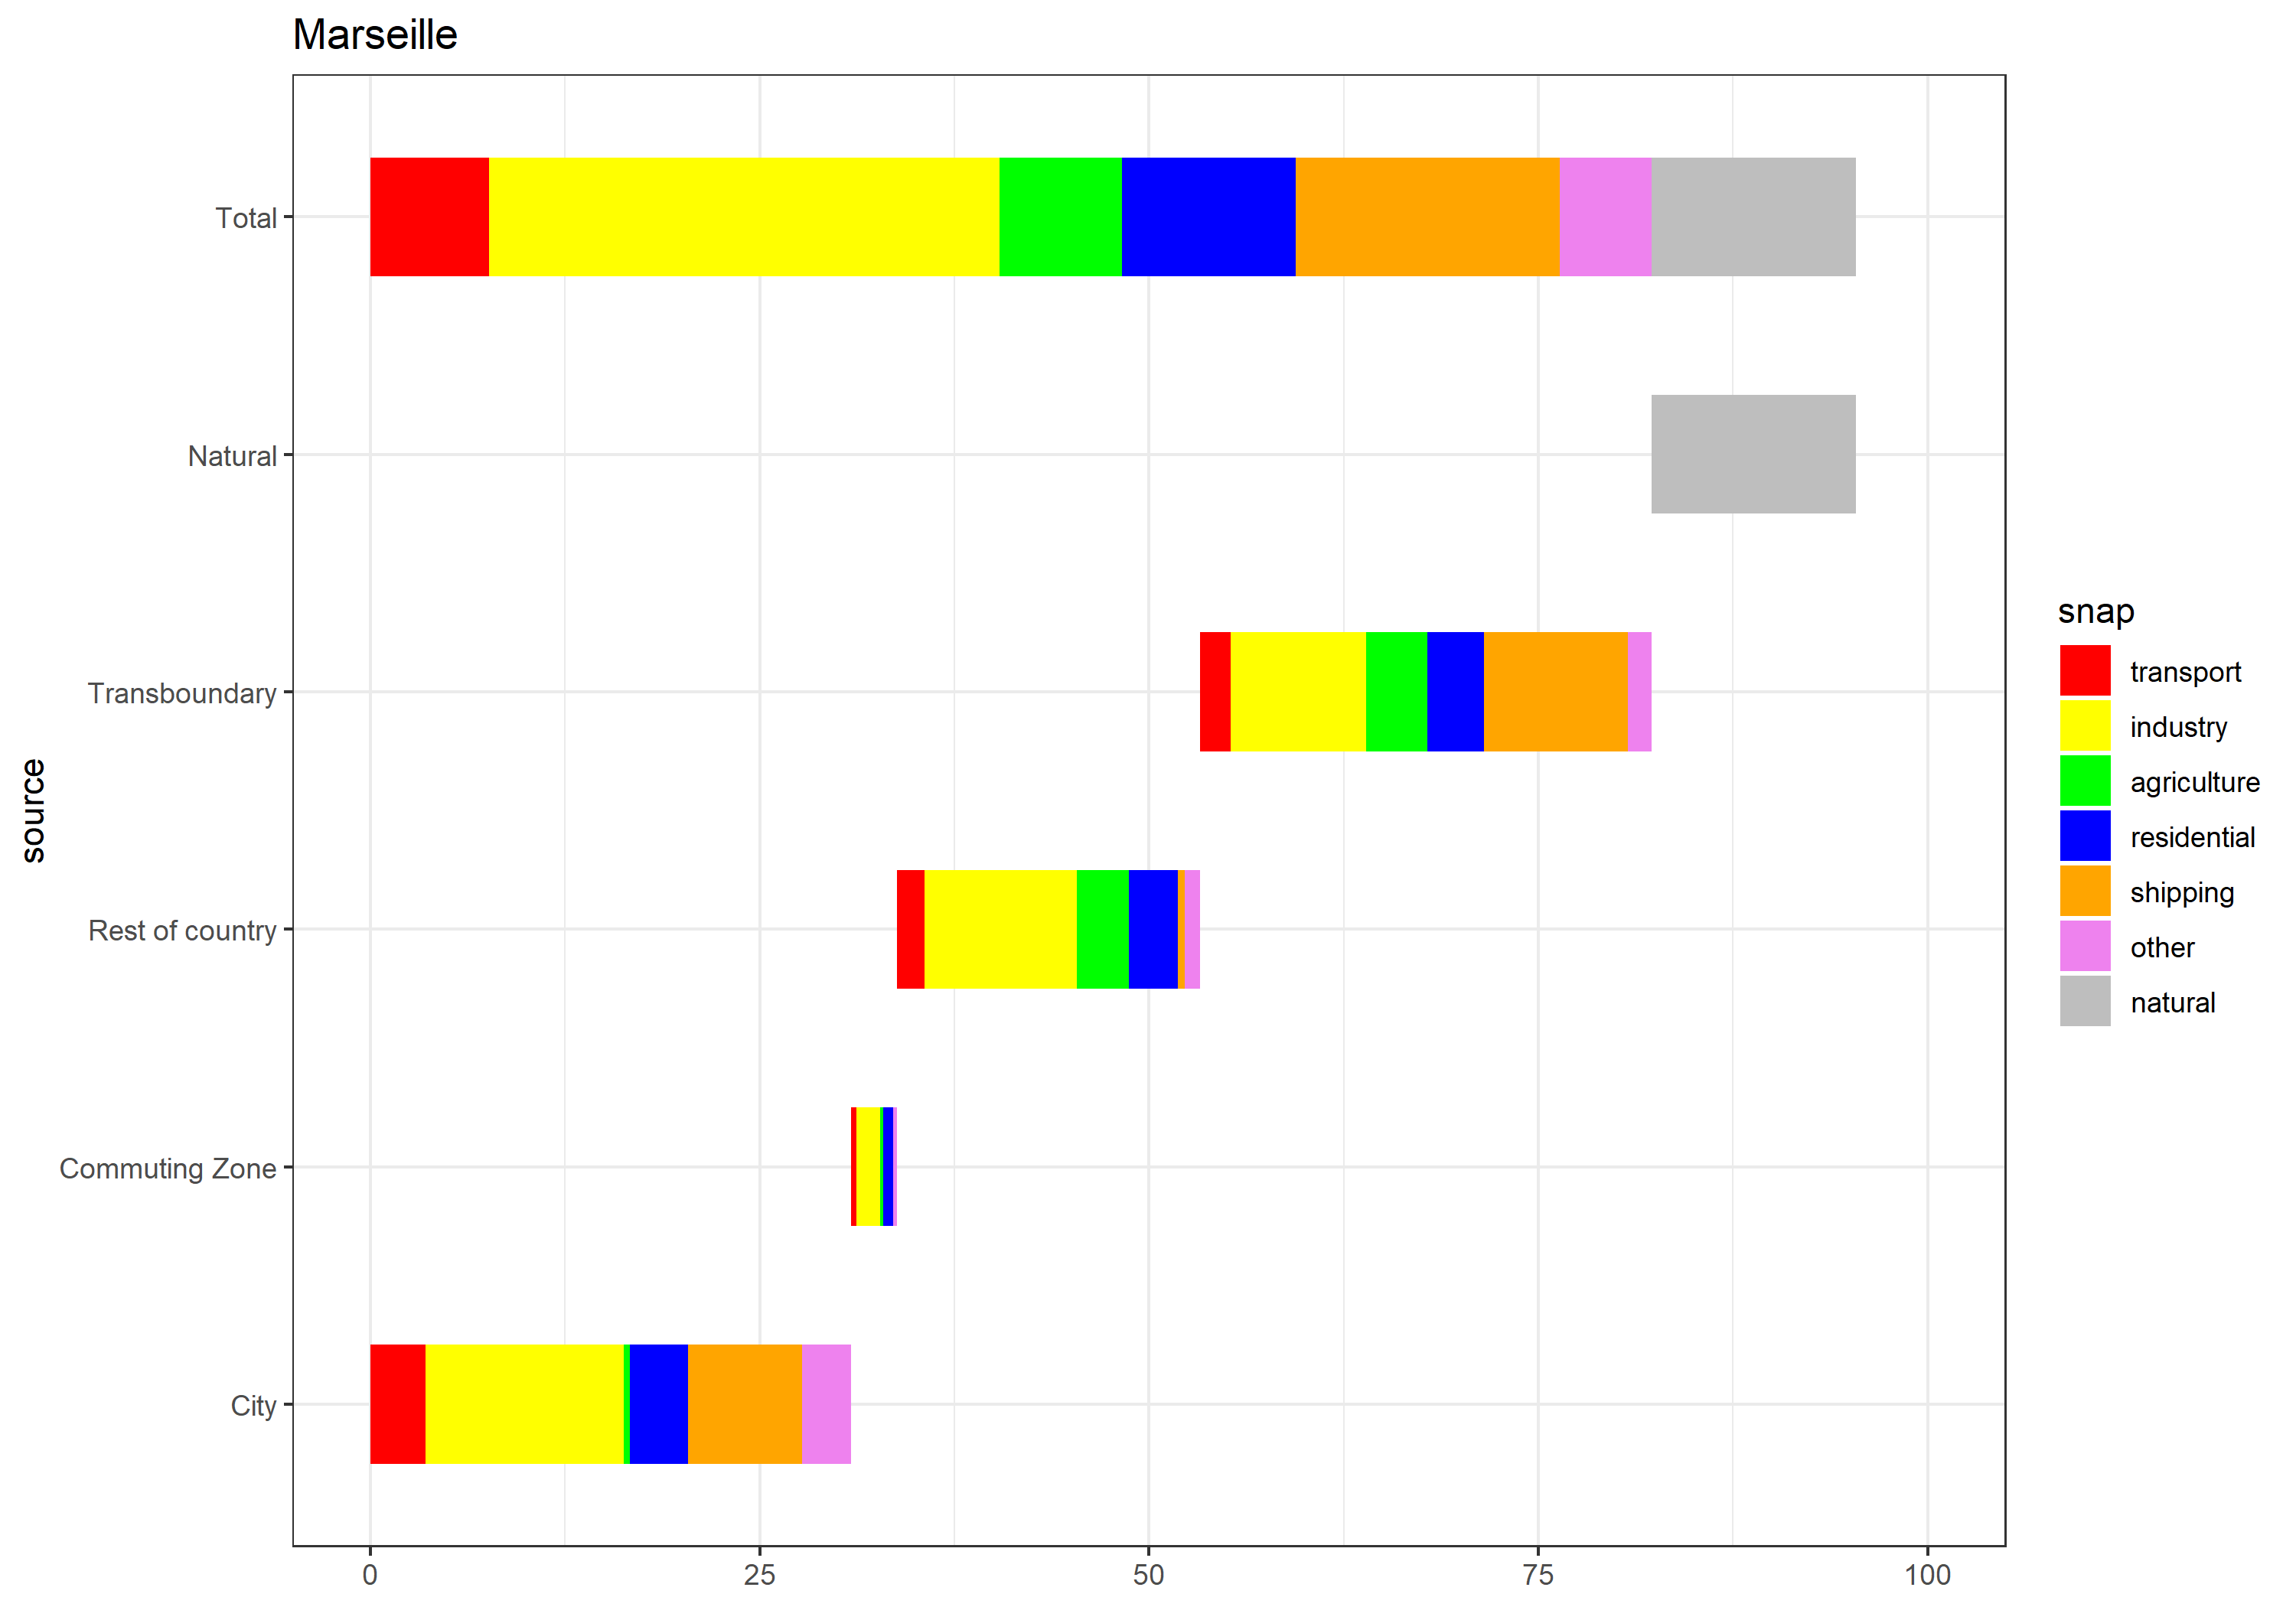 Marseille
Total
Natural
Transboundary
Rest of country
Commuting Zone
City
source
0 25 50 75 100
snap
transport
industry
agriculture
residential
shipping
other
natural